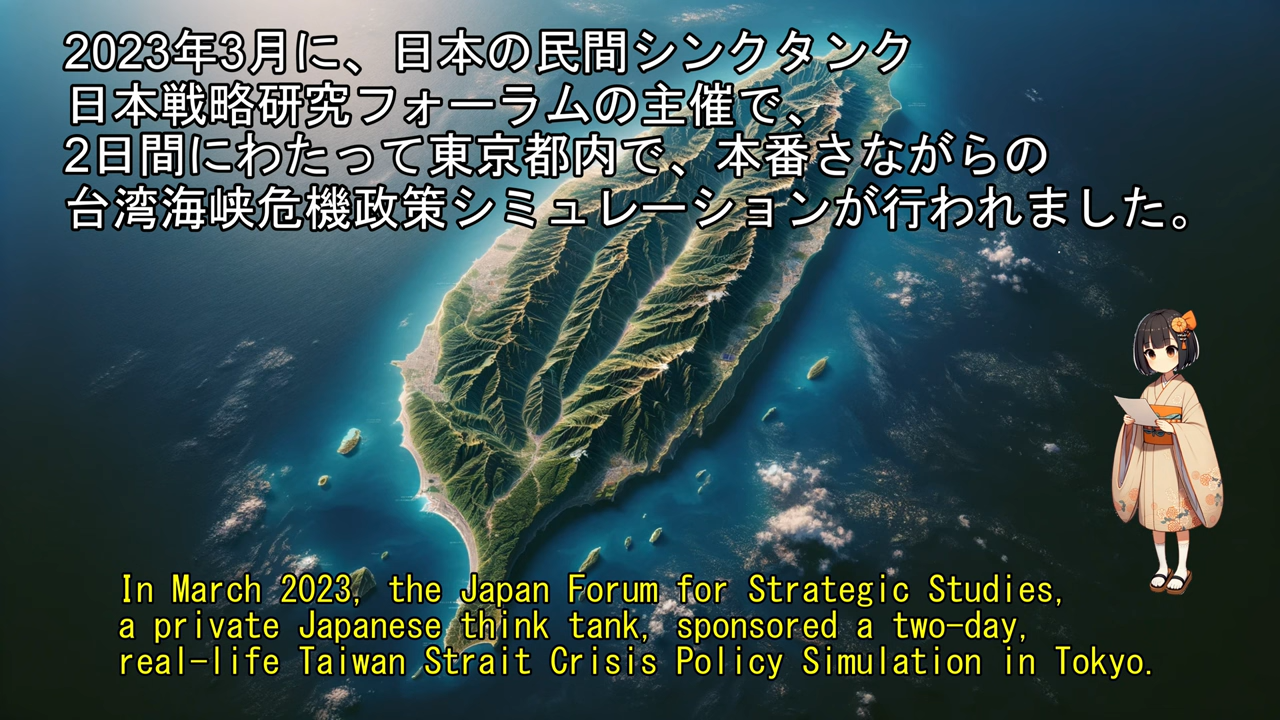 2023年3月に、日本の民間シンクタンク
日本戦略研究フォーラムの主催で、
2日間にわたって東京都内で、本番さながらの
台湾海峡危機政策シミュレーションが行われました。
In March 2023, the Japan Forum for Strategic Studies,
a private Japanese think tank, sponsored a two-day,
real-life Taiwan Strait Crisis Policy Simulation in Tokyo.